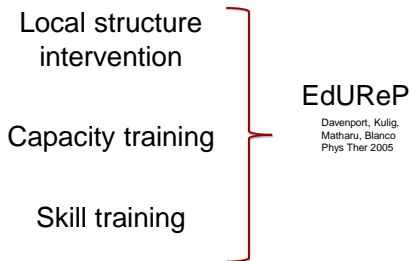 Local structure
intervention
Capacity training
Skill training
EdUReP
Davenport, Kulig,
Matharu, Blanco
Phys Ther 2005